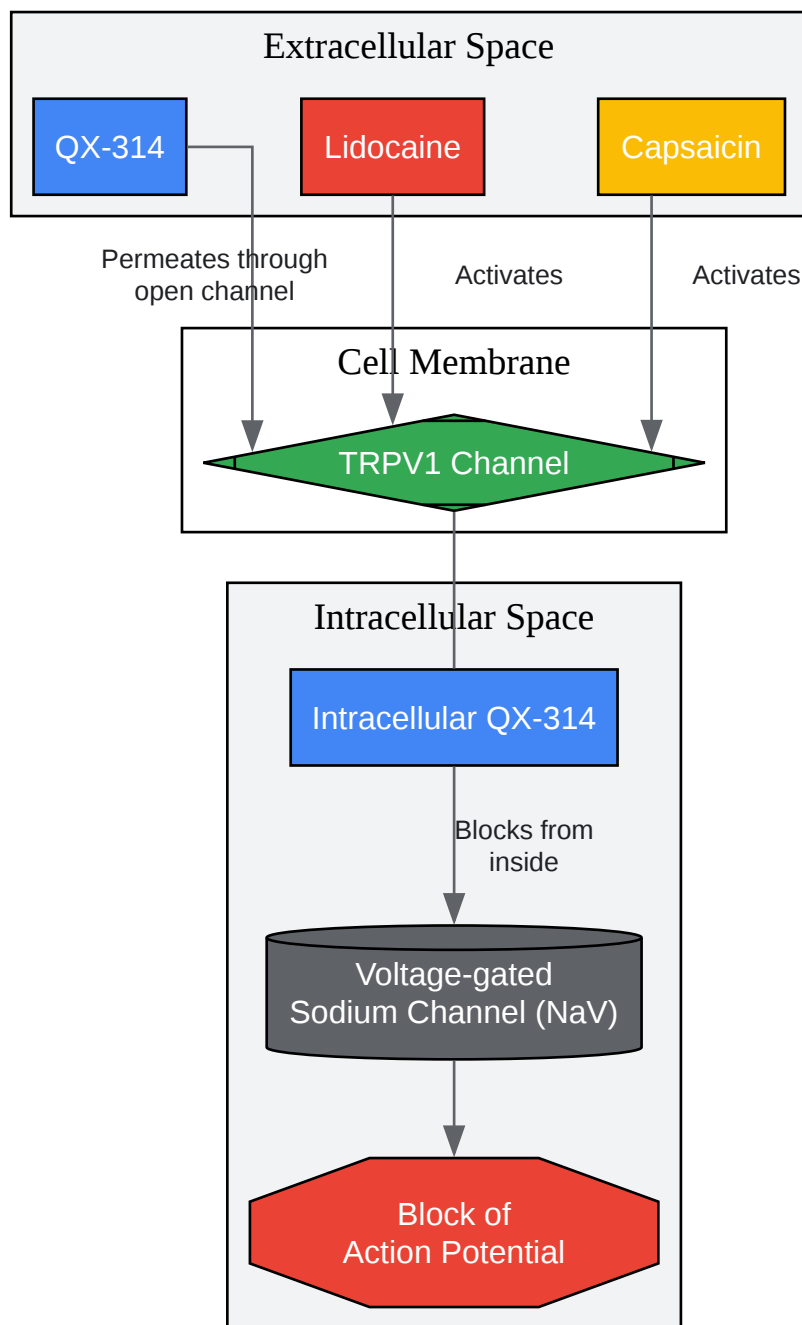 Extracellular Space
QX-314
Lidocaine
Capsaicin
Permeates through
open channel
Activates
Activates
Cell Membrane
TRPV1 Channel
Intracellular Space
Intracellular QX-314
Blocks from
inside
Voltage-gated
Sodium Channel (NaV)
Block of
Action Potential